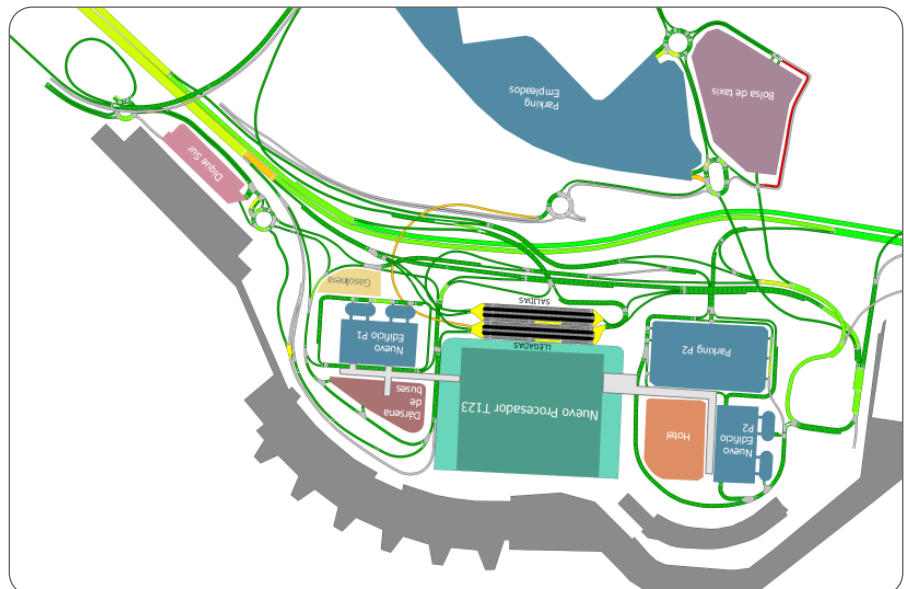 Parking
Empleados
Bolsa de taxis
Dique Sur
Gasolinera
SALIDAS
LLEGADAS
Nuevo
Edificio P1
Parking P2
Dársena
de
buses
Nuevo Procesador T123
Hotel
Nuevo
Edificio
P2